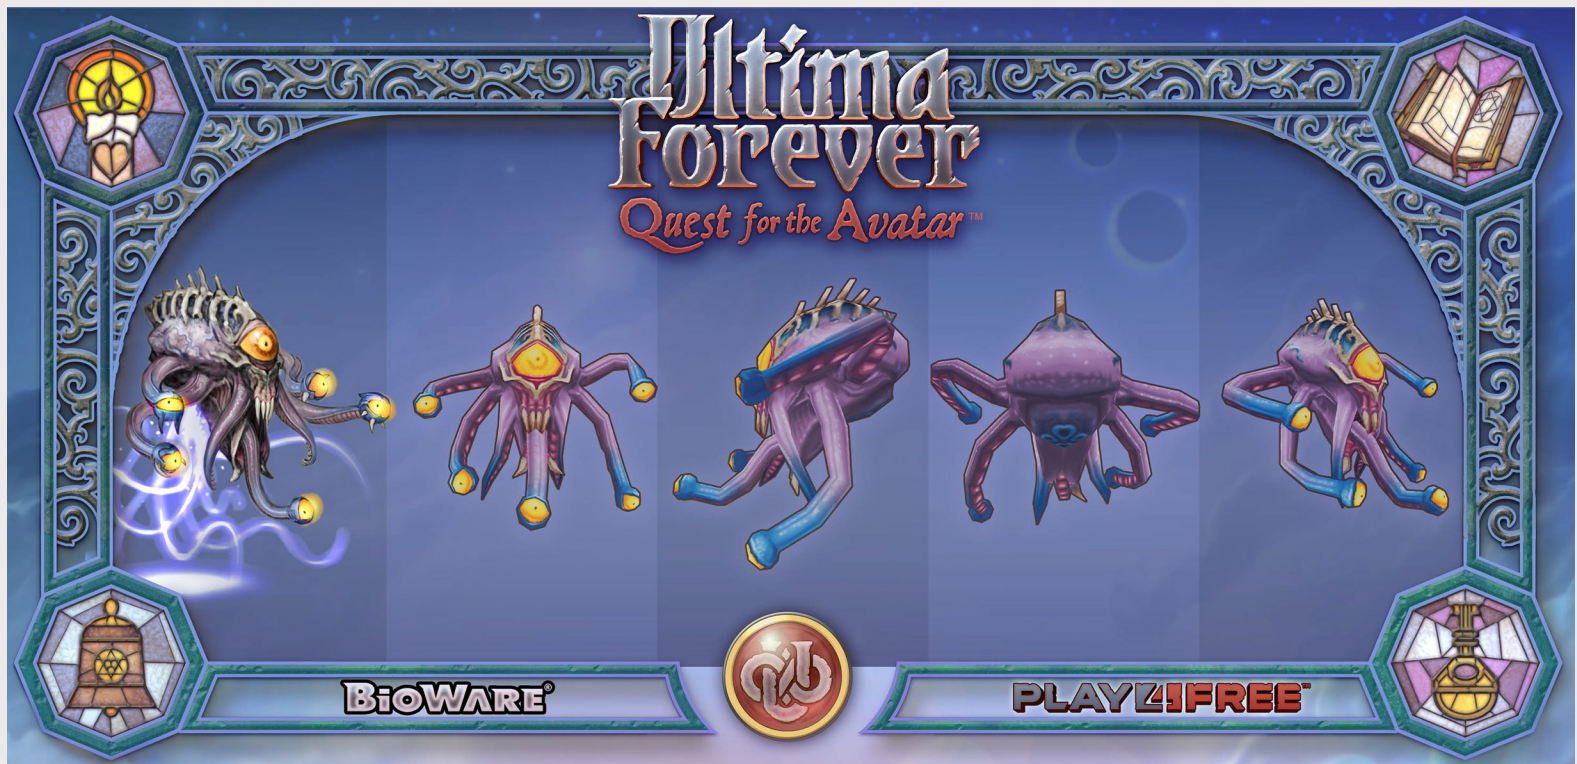 Ultima
Forever
Quest for the Avatar™
BIOWARE®
PLAY4FREE™